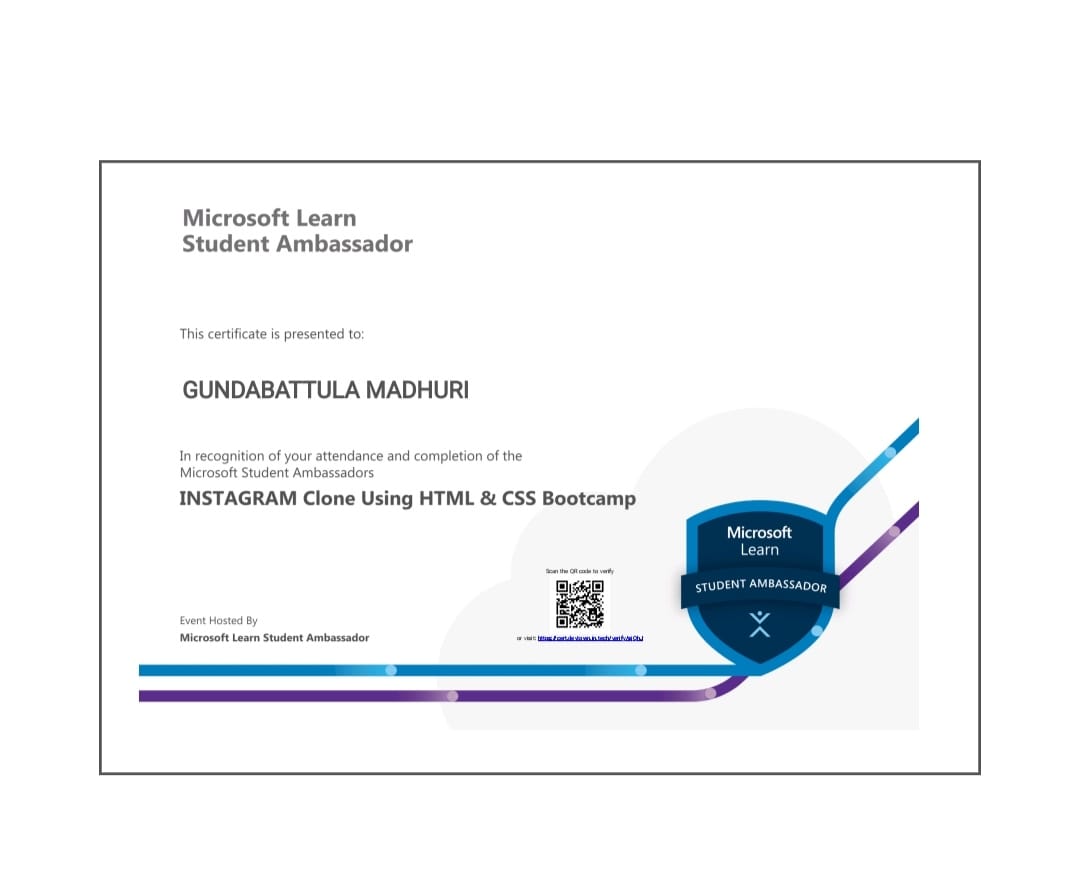 Microsoft Learn
Student Ambassador
This certificate is presented to:
GUNDABATTULA MADHURI
In recognition of your attendance and completion of the
Microsoft Student Ambassadors
INSTAGRAM Clone Using HTML & CSS Bootcamp
Microsoft
Learn
STUDENT AMBASSADOR
Scan the QR code to verify
or visit:
Event Hosted By
Microsoft Learn Student Ambassador